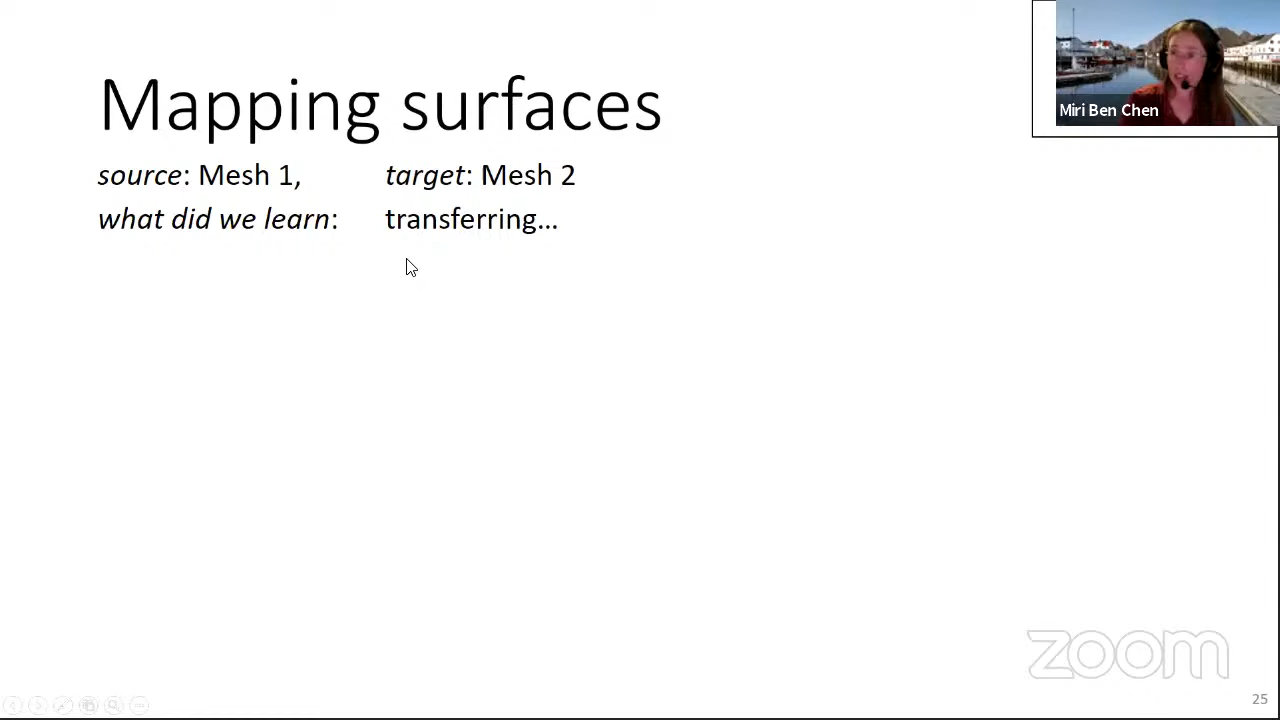 Mapping surfaces
source: Mesh 1, target: Mesh 2
what did we learn: transferring...
Miri Ben Chen
zoom
25